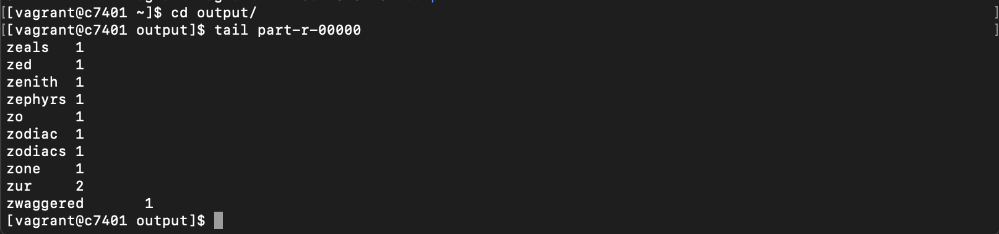 [[vagrant@c7401 ~]$ cd output/ ]
[[vagrant@c7401 output]$ tail part-r-00000 ]
zeals 1
zed 1
zenith 1
zephyrs 1
zo 1
zodiac 1
zodiacs 1
zone 1
zur 2
zwaggered 1
[vagrant@c7401 output]$